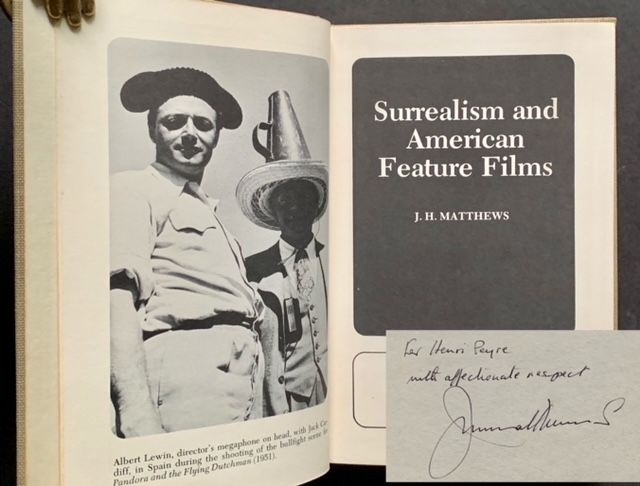 Surrealism and
American
Feature Films
J. H. MATTHEWS
For Henri Peyre
with affectionate respect
Albert Lewin, director's megaphone on head, with Jack Car-
diff, in Spain during the shooting of the bullfight scene
Pandora and the Flying Dutchman (1951).